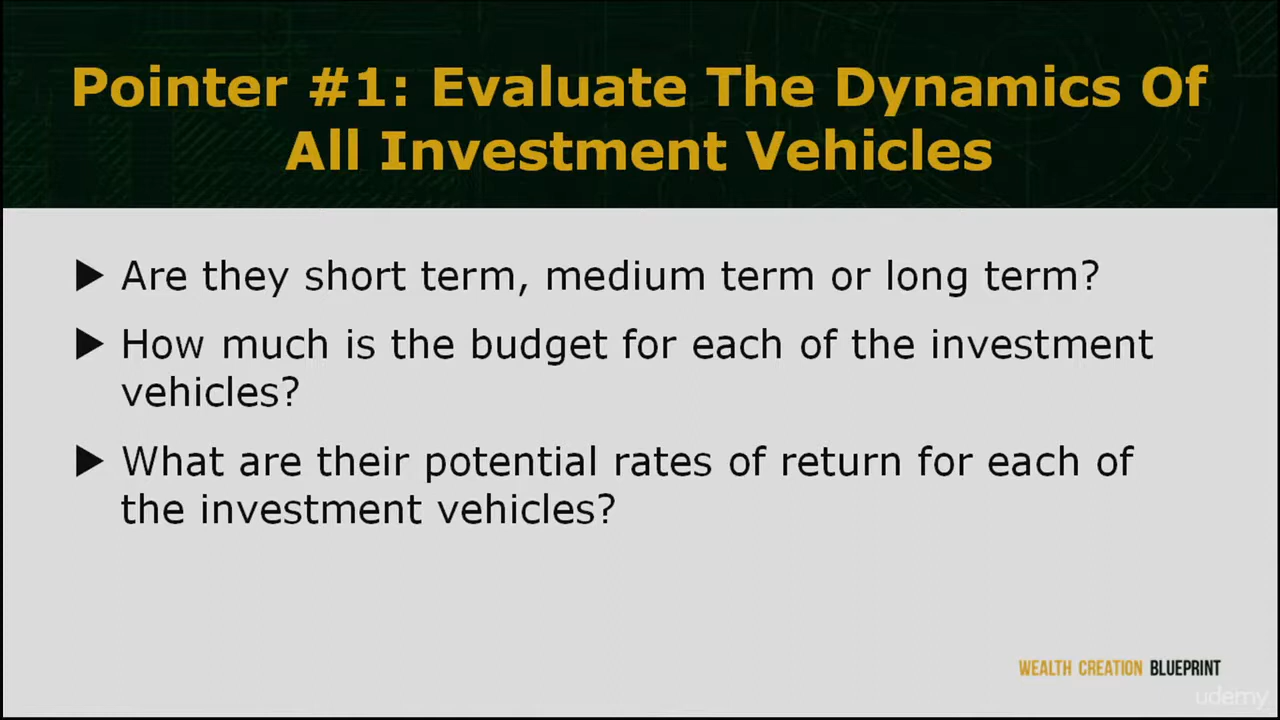 Pointer #1: Evaluate The Dynamics Of
All Investment Vehicles
▶ Are they short term, medium term or long term?
▶ How much is the budget for each of the investment
vehicles?
▶ What are their potential rates of return for each of
the investment vehicles?
WEALTH CREATION BLUEPRINT
udemy